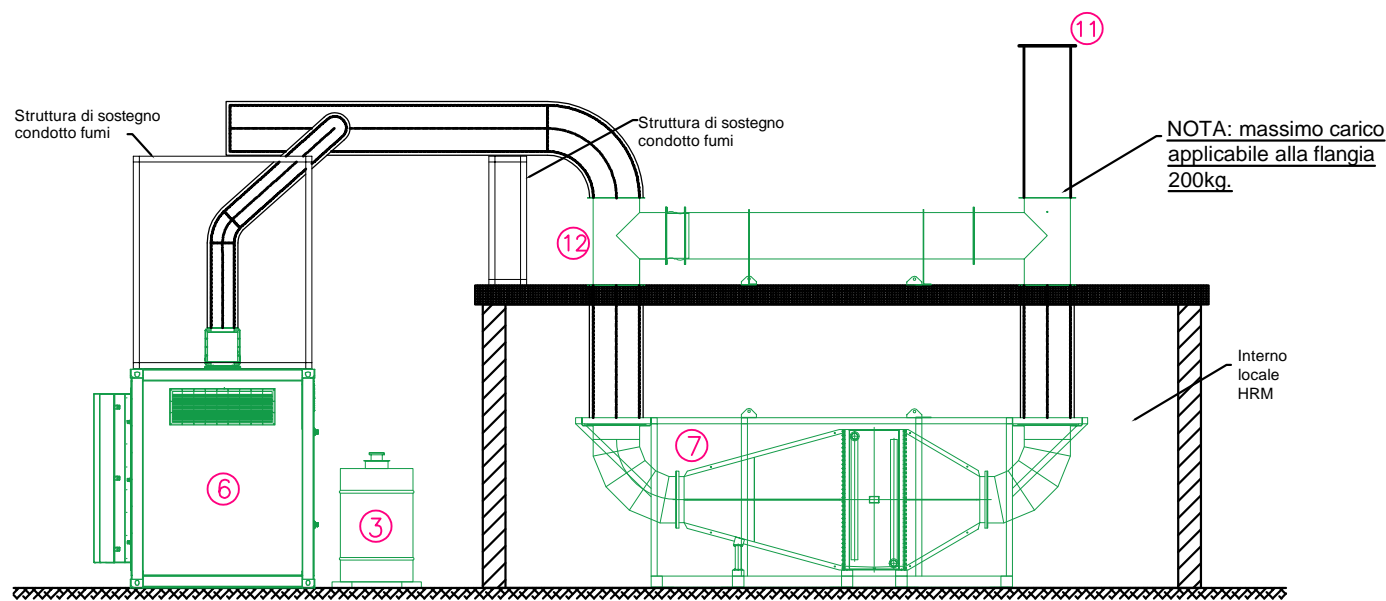 11
Struttura di sostegno
condotto fumi
Struttura di sostegno
condotto fumi
NOTA: massimo carico
applicabile alla flangia
200kg.
12
Interno
locale
HRM
7
6
3